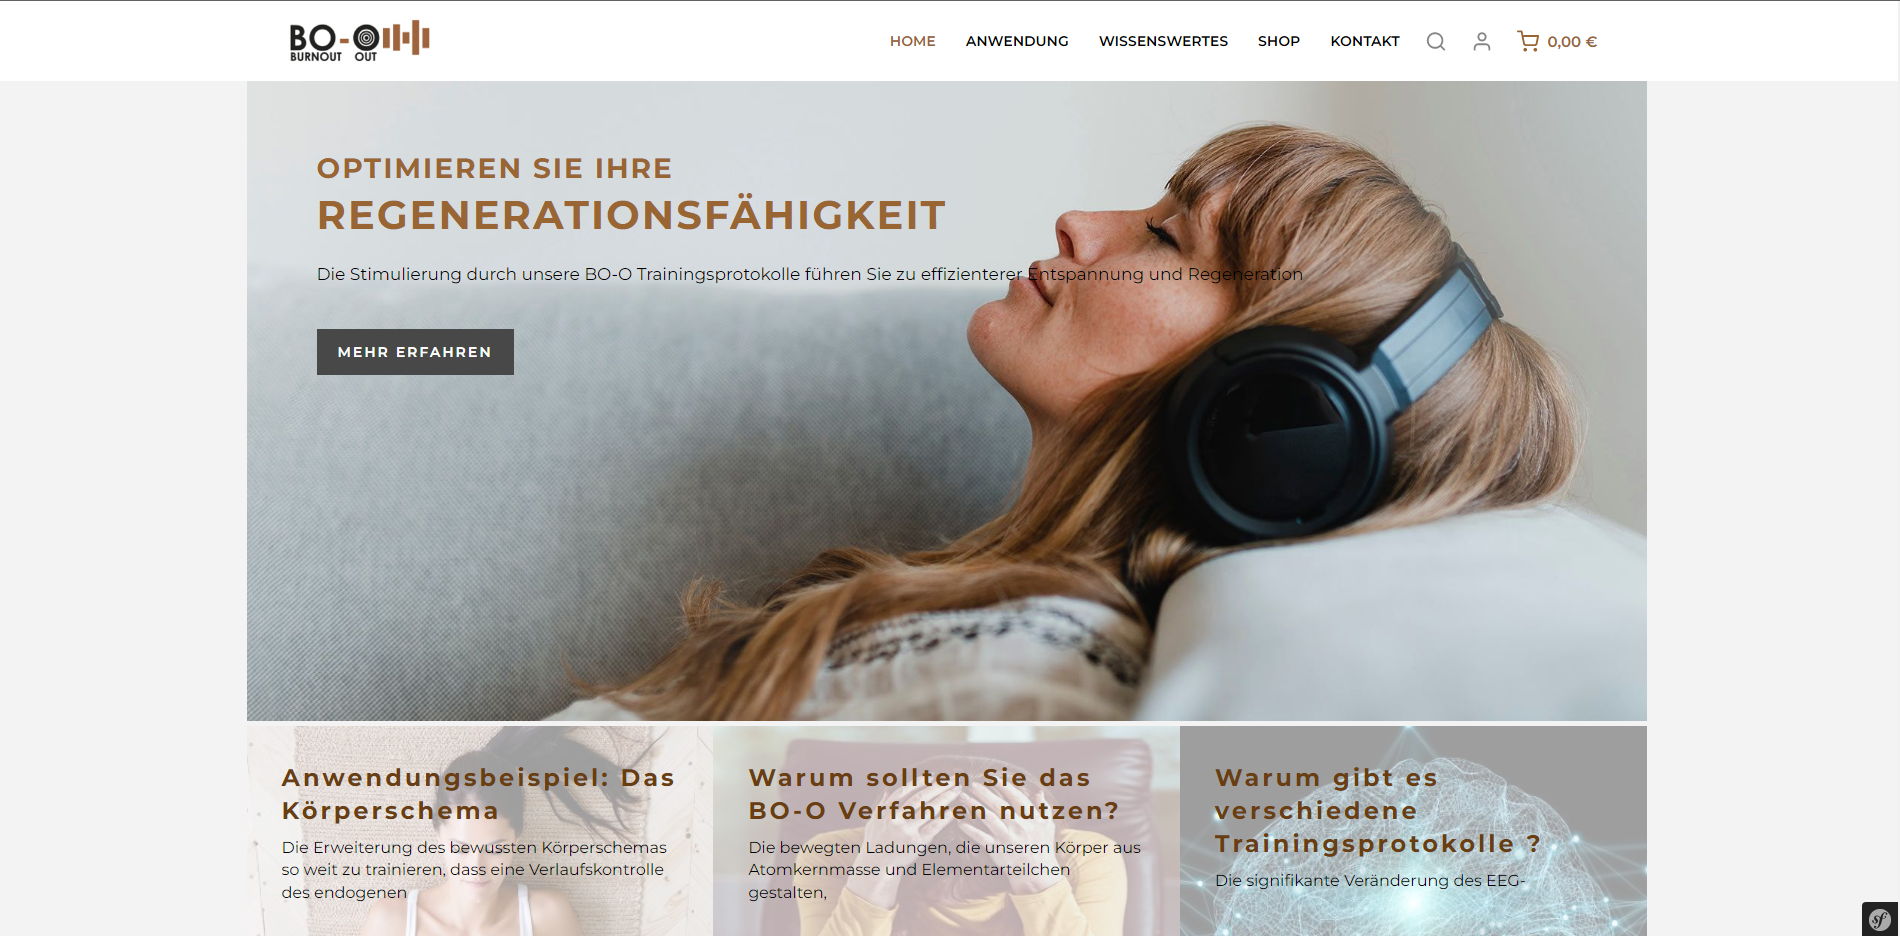 BO-O
BURNOUT OUT
HOME ANWENDUNG WISSENSWERTES SHOP KONTAKT 0,00 €
OPTIMIEREN SIE IHRE
REGENERATIONSFÄHIGKEIT
Die Stimulierung durch unsere BO-O Trainingsprotokolle führen Sie zu effizienterer Entspannung und Regeneration
MEHR ERFAHREN
Anwendungsbeispiel: Das
Körperschema
Die Erweiterung des bewussten Körperschemas
so weit zu trainieren, dass eine Verlaufskontrolle
des endogenen
Warum sollten Sie das
BO-O Verfahren nutzen?
Die bewegten Ladungen, die unseren Körper aus
Atomkernmasse und Elementarteilchen
gestalten,
Warum gibt es
verschiedene
Trainingsprotokolle ?
Die signifikante Veränderung des EEG-
sf